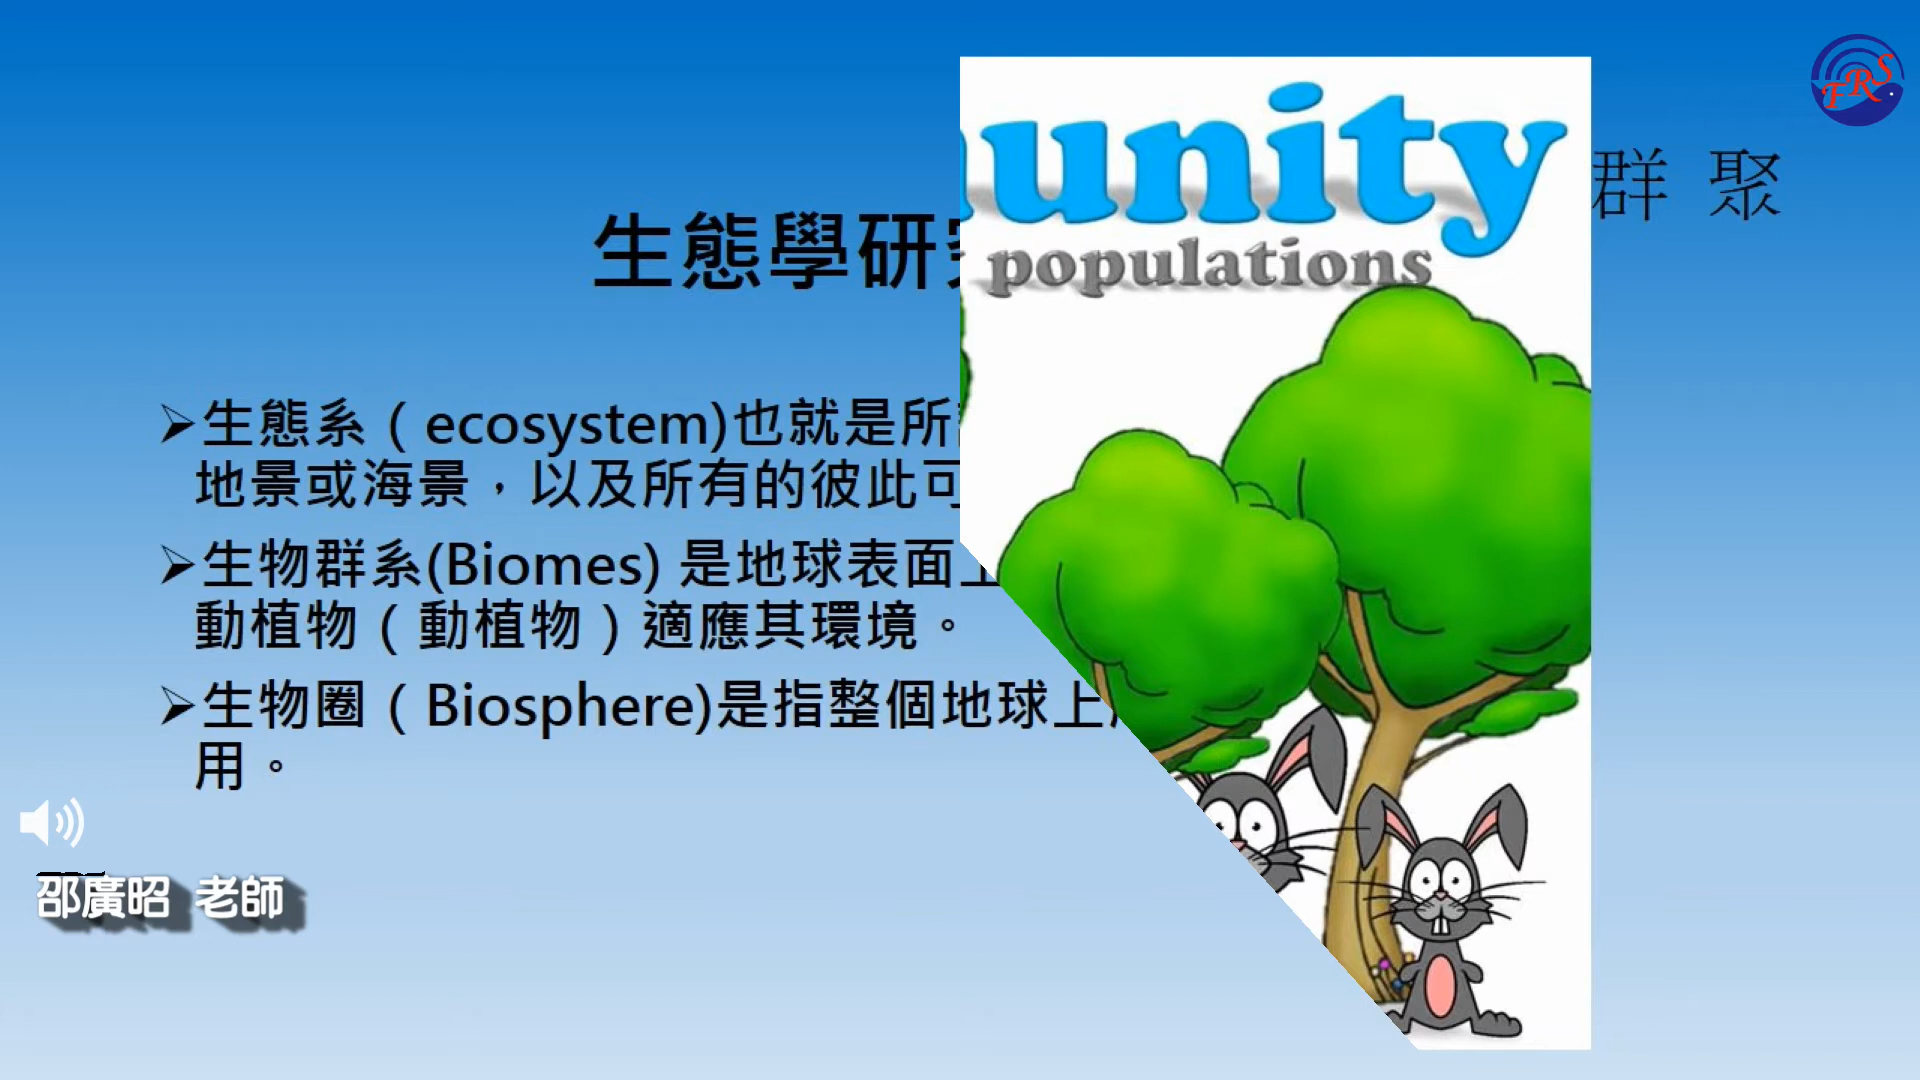 FRS
unity
群 聚
populations
生態學研
生態系（ecosystem)也就是所
地景或海景，以及所有的彼此可
生物群系(Biomes) 是地球表面上
動植物（動植物）適應其環境。
生物圈（Biosphere)是指整個地球上
用。
邵廣昭 老師